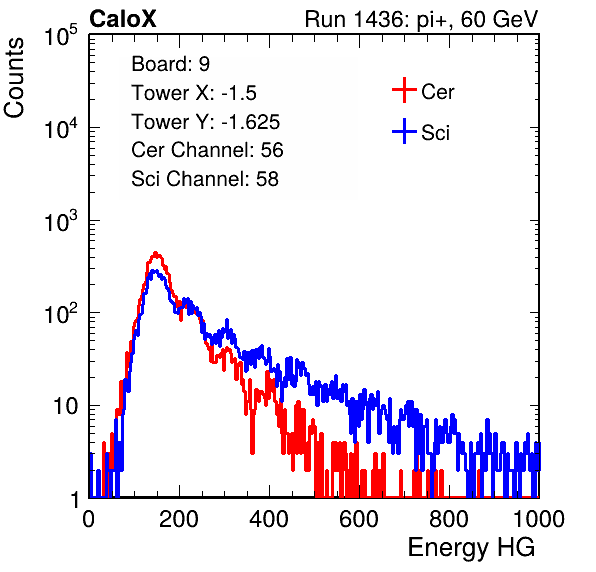 CaloX Run 1436: pi+, 60 GeV
Counts
Board: 9
Tower X: -1.5
Tower Y: -1.625
Cer Channel: 56
Sci Channel: 58
Cer
Sci
10^5
10^4
10^3
10^2
10
1
0 200 400 600 800 1000
Energy HG